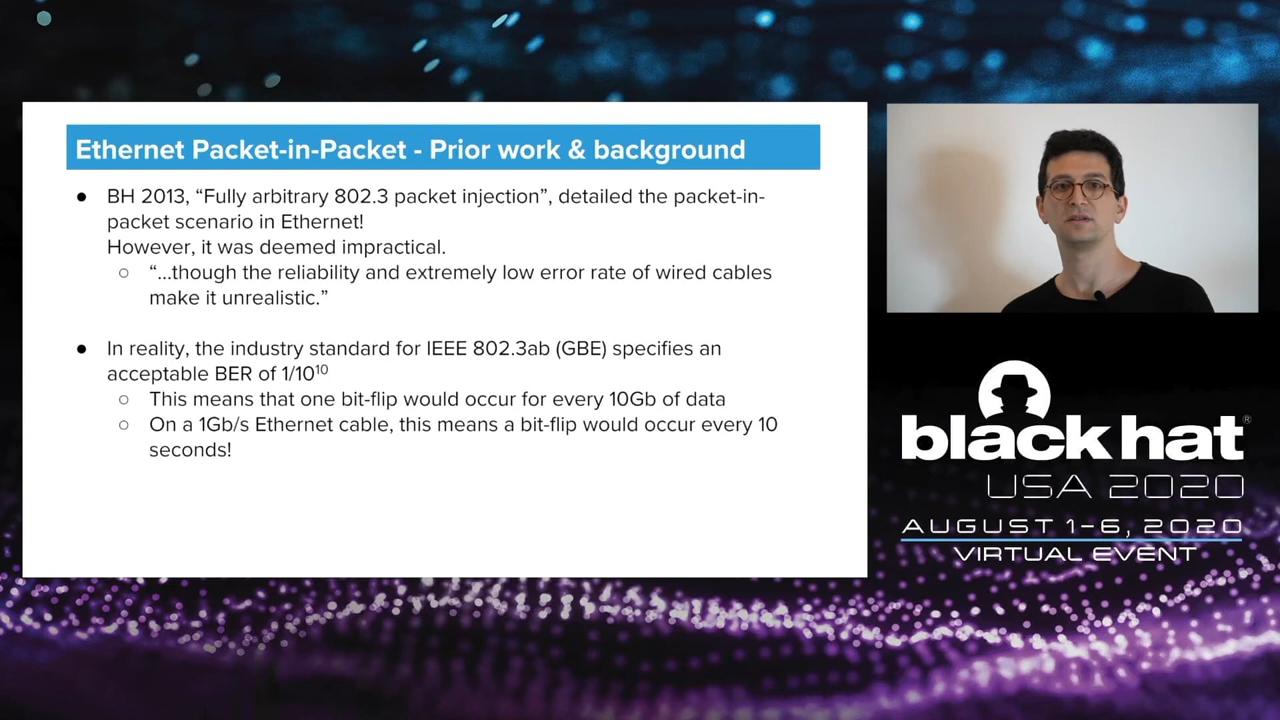 Ethernet Packet-in-Packet - Prior work & background
● BH 2013, “Fully arbitrary 802.3 packet injection”, detailed the packet-in-
packet scenario in Ethernet!
However, it was deemed impractical.
○ “...though the reliability and extremely low error rate of wired cables
make it unrealistic.”
● In reality, the industry standard for IEEE 802.3ab (GBE) specifies an
acceptable BER of 1/10¹⁰
○ This means that one bit-flip would occur for every 10Gb of data
○ On a 1Gb/s Ethernet cable, this means a bit-flip would occur every 10
seconds!
black hat®
USA 2020
AUGUST 1-6, 2020
VIRTUAL EVENT